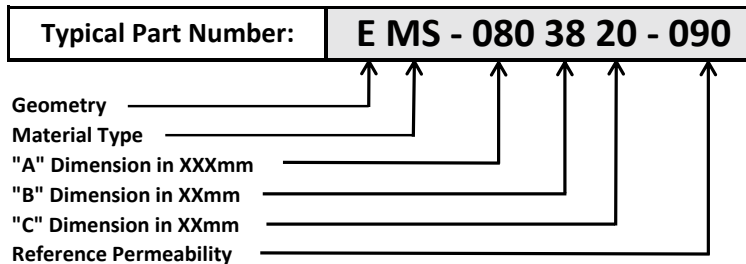 Typical Part Number: E MS - 080 38 20 - 090
Geometry
Material Type
"A" Dimension in XXXmm
"B" Dimension in XXmm
"C" Dimension in XXmm
Reference Permeability